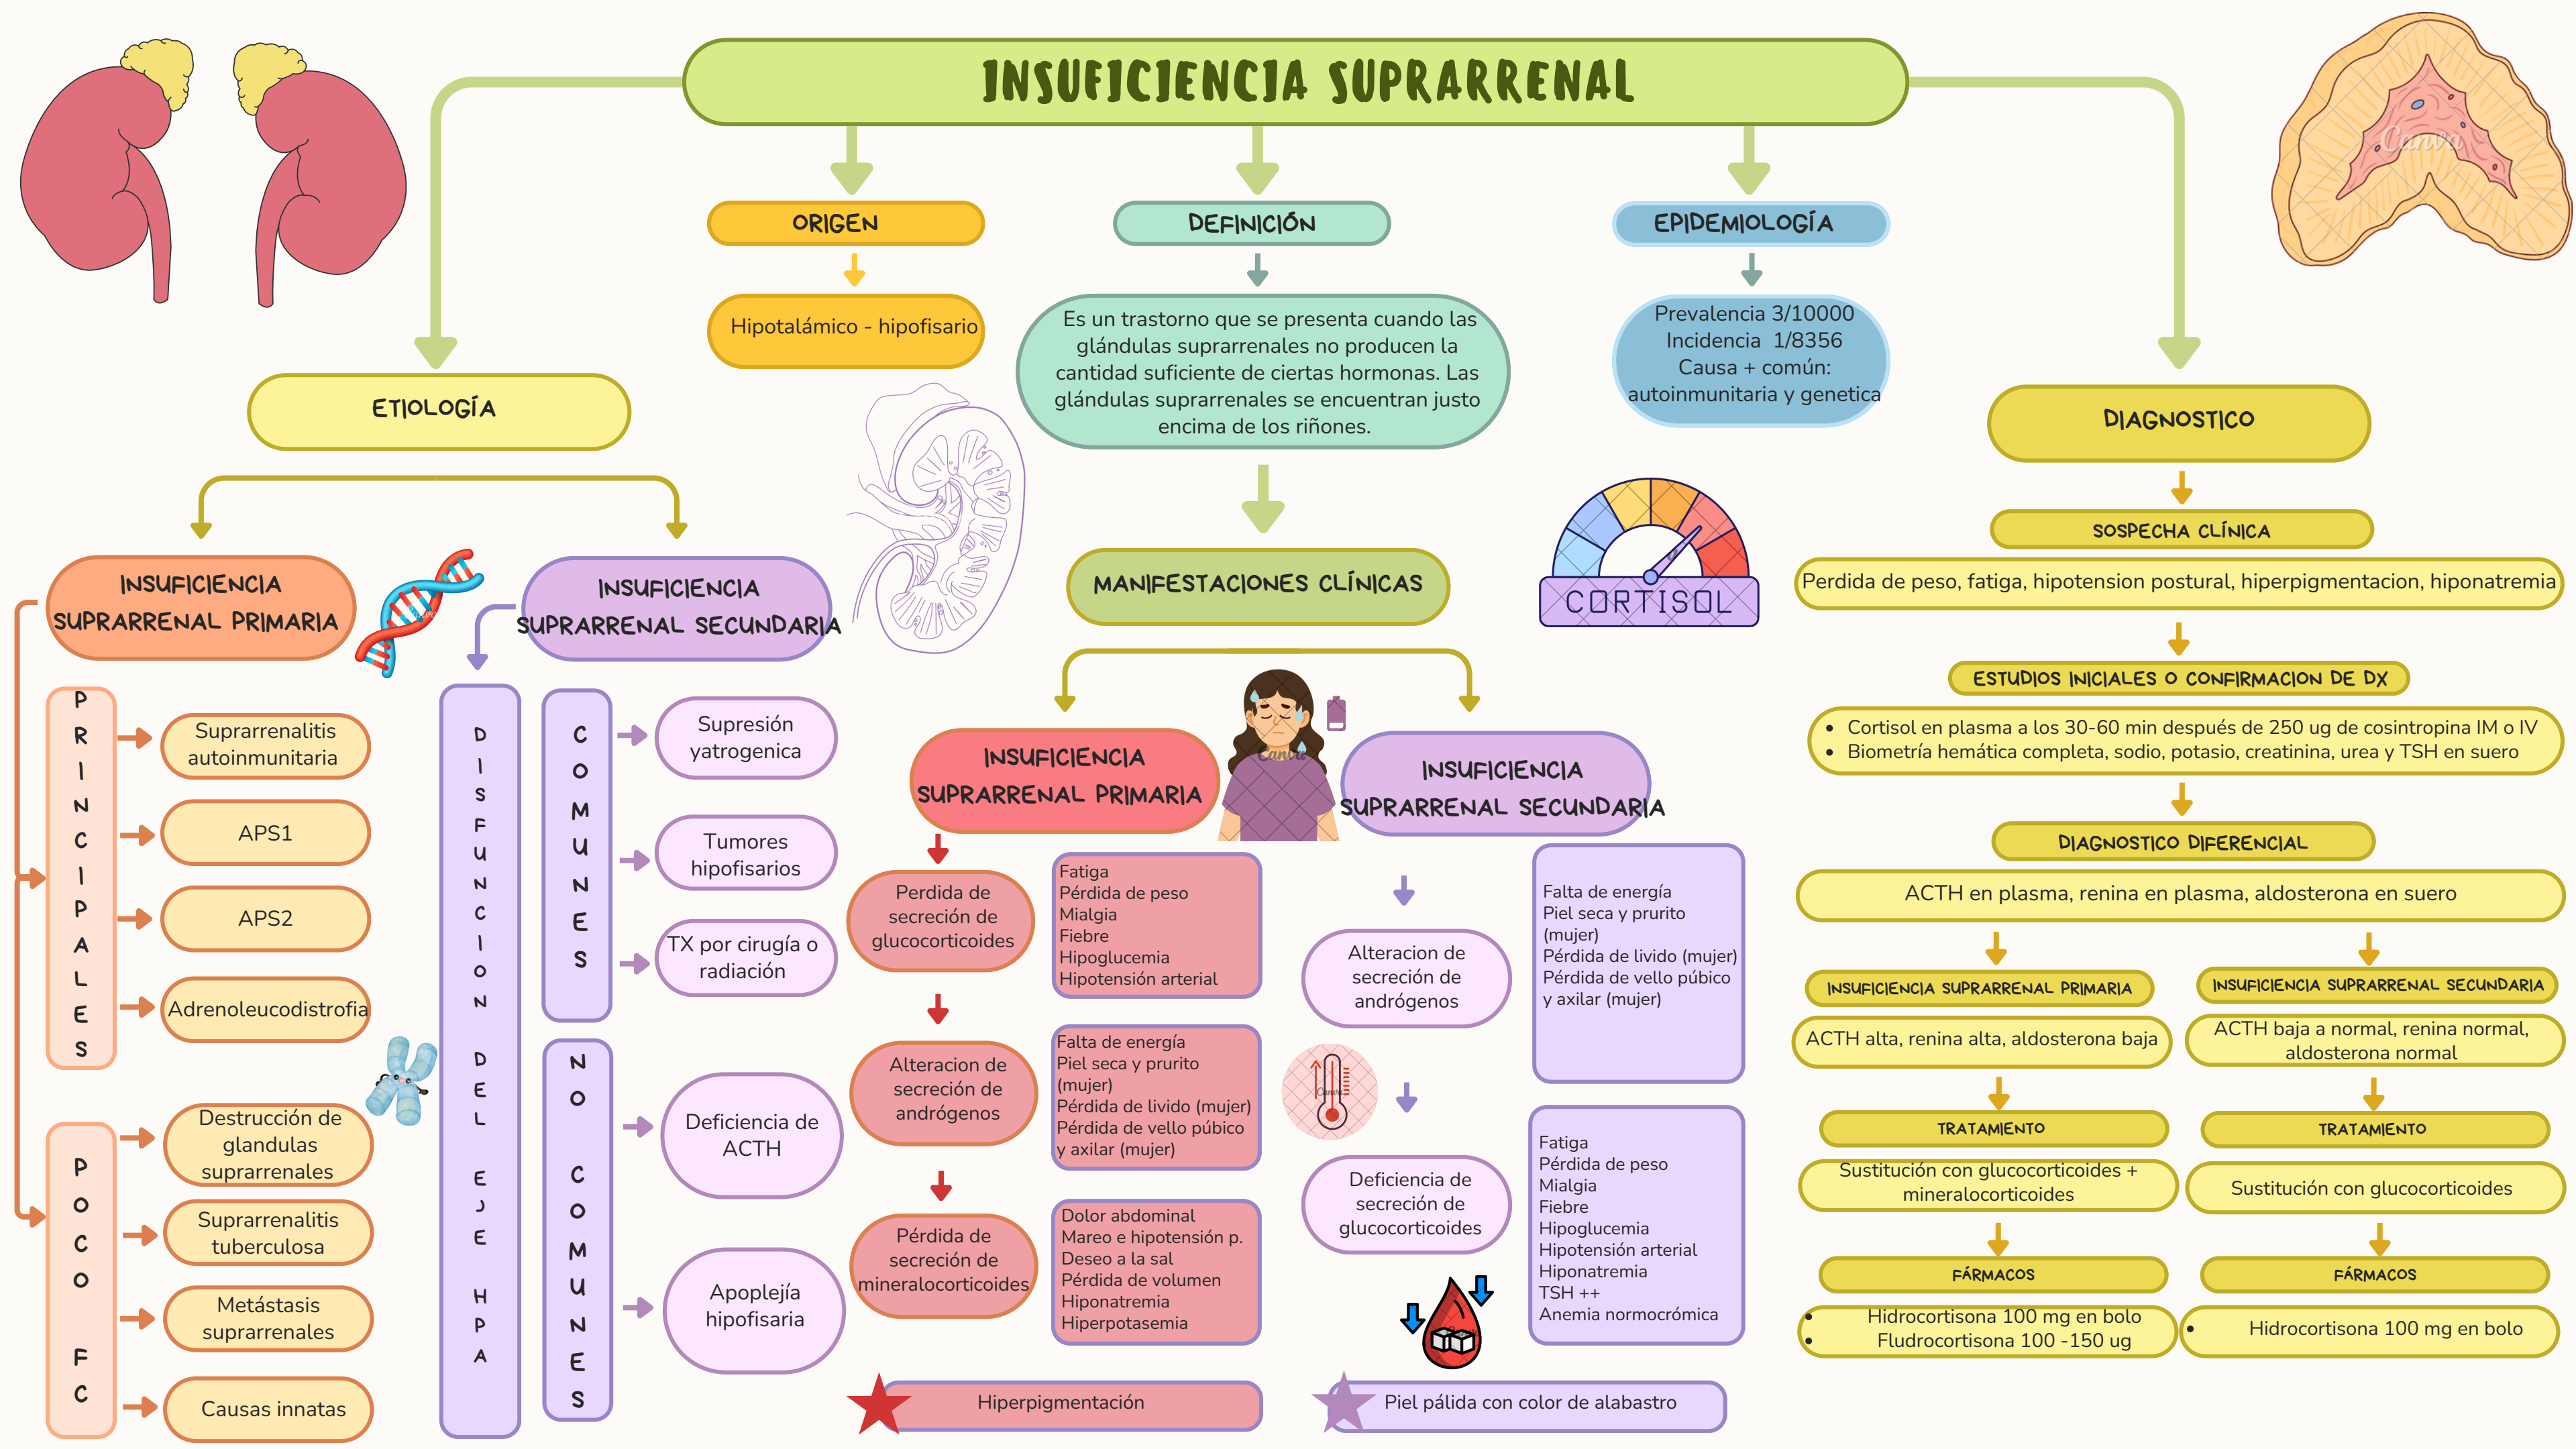 INSUFICIENCIA SUPRARRENAL
ORIGEN
Hipotalámico - hipofisario
DEFINICIÓN
Es un trastorno que se presenta cuando las
glándulas suprarrenales no producen la
cantidad suficiente de ciertas hormonas. Las
glándulas suprarrenales se encuentran justo
encima de los riñones.
EPIDEMIOLOGÍA
Prevalencia 3/10000
Incidencia 1/8356
Causa + común:
autoinmunitaria y genetica
Canva
ETIOLOGÍA
INSUFICIENCIA
SUPRARRENAL PRIMARIA
PRINCIPALES
Suprarrenalitis
autoinmunitaria
APS1
APS2
Adrenoleucodistrofia
POCO FC
Destrucción de
glandulas
suprarrenales
Suprarrenalitis
tuberculosa
Metástasis
suprarrenales
Causas innatas
INSUFICIENCIA
SUPRARRENAL SECUNDARIA
DISFUNCION DEL EJE HPA
COMUNES
Supresión
yatrogenica
Tumores
hipofisarios
TX por cirugía o
radiación
NO COMUNES
Deficiencia de
ACTH
Apoplejía
hipofisaria
MANIFESTACIONES CLÍNICAS
CORTISOL
INSUFICIENCIA
SUPRARRENAL PRIMARIA
Perdida de
secreción de
glucocorticoides
Fatiga
Pérdida de peso
Mialgia
Fiebre
Hipoglucemia
Hipotensión arterial
Alteracion de
secreción de
andrógenos
Falta de energía
Piel seca y prurito
(mujer)
Pérdida de livido (mujer)
Pérdida de vello púbico
y axilar (mujer)
Pérdida de
secreción de
mineralocorticoides
Dolor abdominal
Mareo e hipotensión p.
Deseo a la sal
Pérdida de volumen
Hiponatremia
Hiperpotasemia
Hiperpigmentación
Canva
INSUFICIENCIA
SUPRARRENAL SECUNDARIA
Alteracion de
secreción de
andrógenos
Falta de energía
Piel seca y prurito
(mujer)
Pérdida de livido (mujer)
Pérdida de vello púbico
y axilar (mujer)
Canva
Deficiencia de
secreción de
glucocorticoides
Fatiga
Pérdida de peso
Mialgia
Fiebre
Hipoglucemia
Hipotensión arterial
Hiponatremia
TSH ++
Anemia normocrómica
Piel pálida con color de alabastro
DIAGNOSTICO
SOSPECHA CLÍNICA
Perdida de peso, fatiga, hipotension postural, hiperpigmentacion, hiponatremia
ESTUDIOS INICIALES O CONFIRMACION DE DX
• Cortisol en plasma a los 30-60 min después de 250 ug de cosintropina IM o IV
• Biometría hemática completa, sodio, potasio, creatinina, urea y TSH en suero
DIAGNOSTICO DIFERENCIAL
ACTH en plasma, renina en plasma, aldosterona en suero
INSUFICIENCIA SUPRARRENAL PRIMARIA
ACTH alta, renina alta, aldosterona baja
TRATAMIENTO
Sustitución con glucocorticoides +
mineralocorticoides
FÁRMACOS
• Hidrocortisona 100 mg en bolo
• Fludrocortisona 100 -150 ug
INSUFICIENCIA SUPRARRENAL SECUNDARIA
ACTH baja a normal, renina normal,
aldosterona normal
TRATAMIENTO
Sustitución con glucocorticoides
FÁRMACOS
• Hidrocortisona 100 mg en bolo